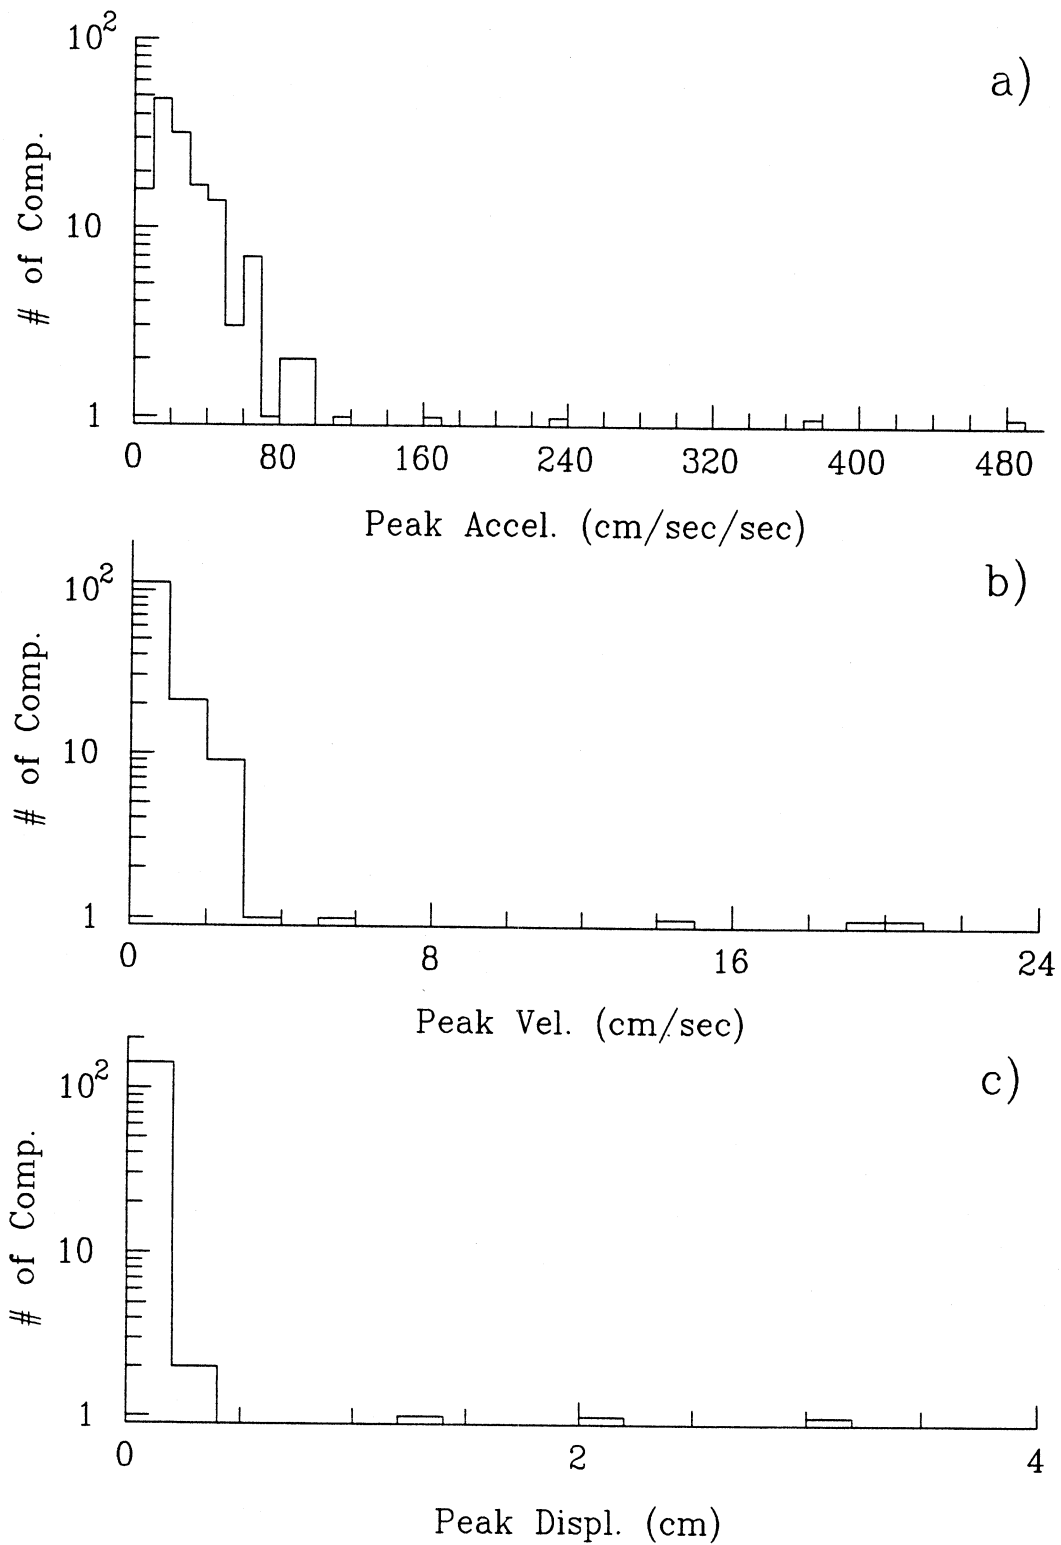 a)
10²
# of Comp.
10
1
0 80 160 240 320 400 480
Peak Accel. (cm/sec/sec)
b)
10²
# of Comp.
10
1
0 8 16 24
Peak Vel. (cm/sec)
c)
10²
# of Comp.
10
1
0 2 4
Peak Displ. (cm)